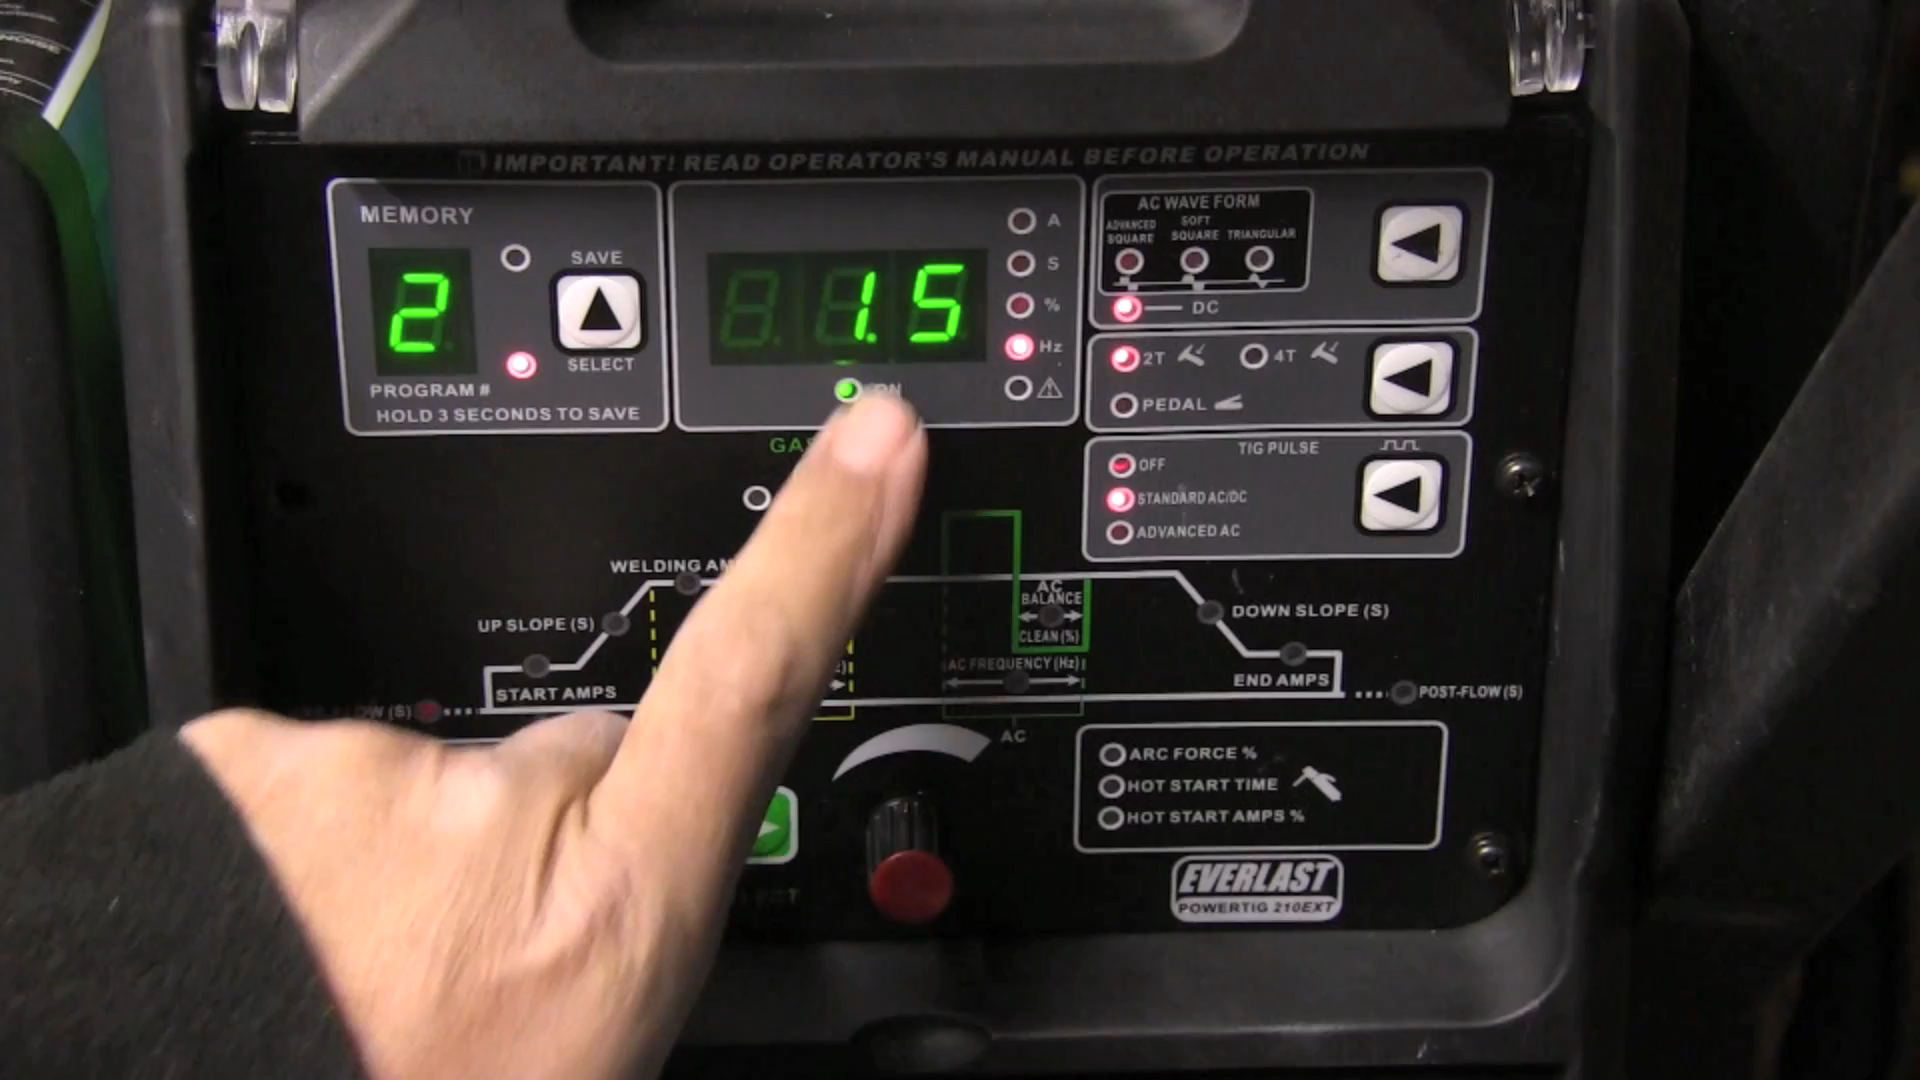 IMPORTANT! READ OPERATOR'S MANUAL BEFORE OPERATION
MEMORY
2
SAVE
SELECT
PROGRAM #
HOLD 3 SECONDS TO SAVE
1.5
A
S
%
Hz
AC WAVE FORM
ADVANCED SQUARE
SOFT SQUARE
TRIANGULAR
DC
2T
4T
PEDAL
TIG PULSE
OFF
STANDARD AC/DC
ADVANCED AC
WELDING
UP SLOPE (S)
START AMPS
AC BALANCE
CLEAN (%)
AC FREQUENCY (Hz)
AC
DOWN SLOPE (S)
END AMPS
POST-FLOW (S)
ARC FORCE %
HOT START TIME
HOT START AMPS %
EVERLAST
POWERTIG 210EXT